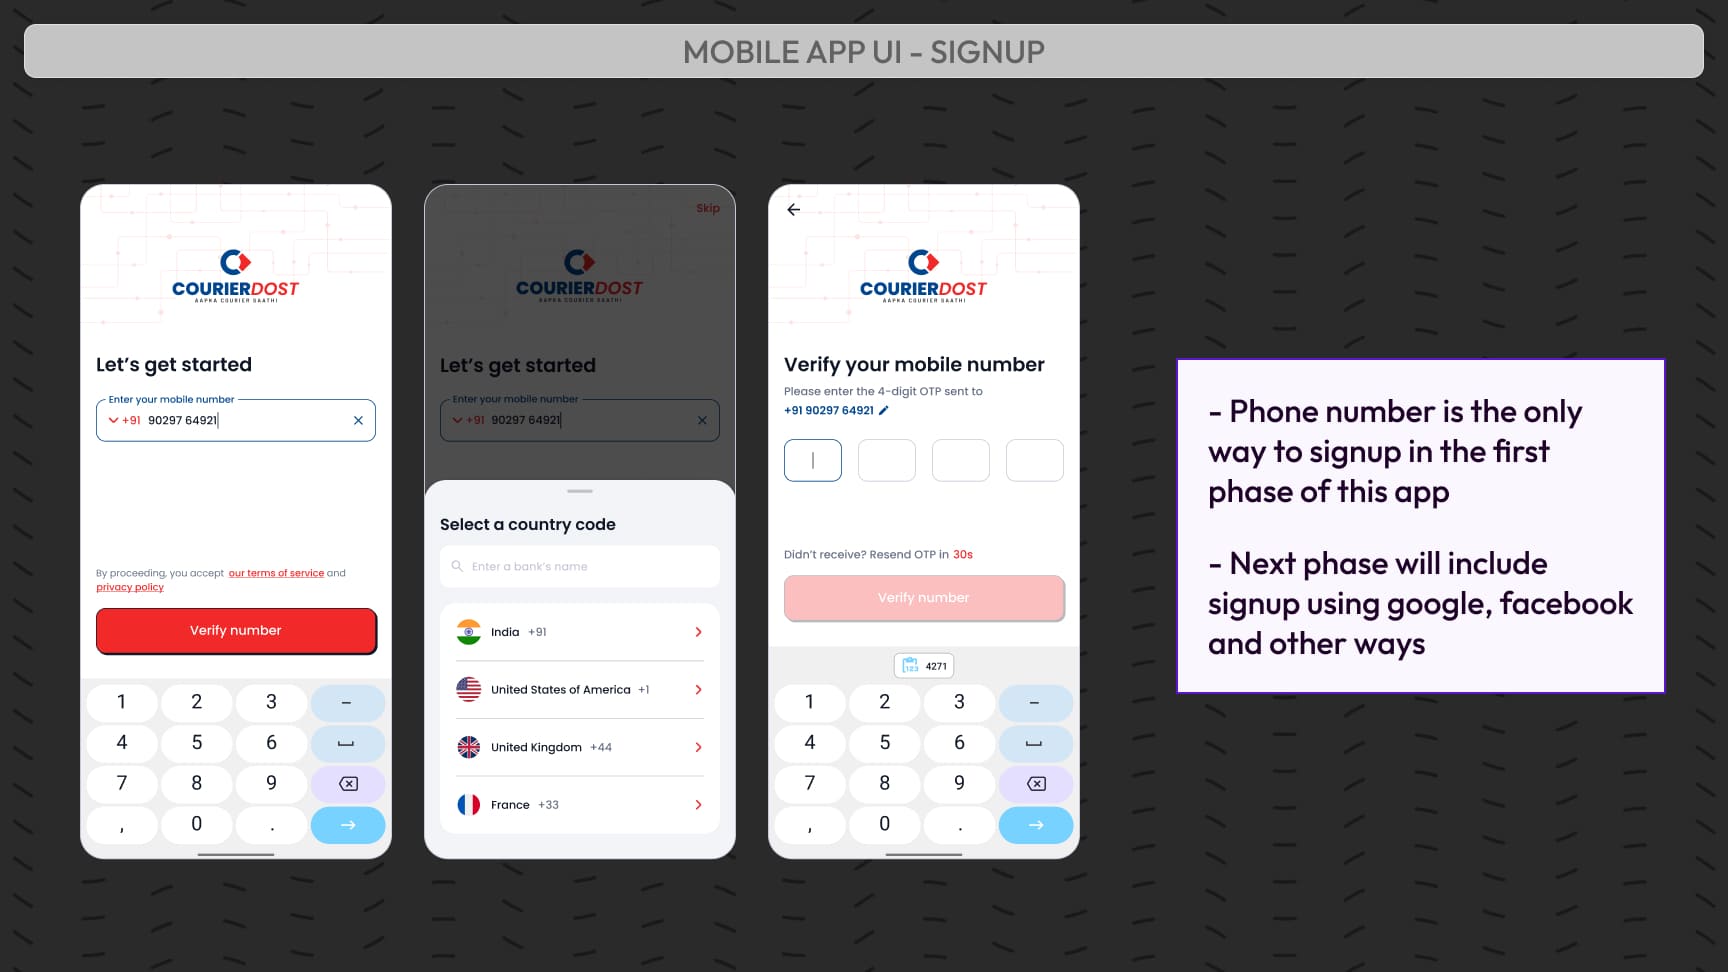 MOBILE APP UI - SIGNUP
COURIERDOST
AAPKA COURIER SAATHI
Let's get started
Enter your mobile number
+91 90297 64921
By proceeding, you accept our terms of service and
privacy policy
Verify number
1 2 3 –
4 5 6
7 8 9
, 0 .
Skip
COURIERDOST
AAPKA COURIER SAATHI
Let's get started
Enter your mobile number
+91 90297 64921
Select a country code
Enter a bank's name
India +91
United States of America +1
United Kingdom +44
France +33
COURIERDOST
AAPKA COURIER SAATHI
Verify your mobile number
Please enter the 4-digit OTP sent to
+91 90297 64921
Didn't receive? Resend OTP in 30s
Verify number
123 4271
1 2 3 –
4 5 6
7 8 9
, 0 .
- Phone number is the only
way to signup in the first
phase of this app
- Next phase will include
signup using google, facebook
and other ways